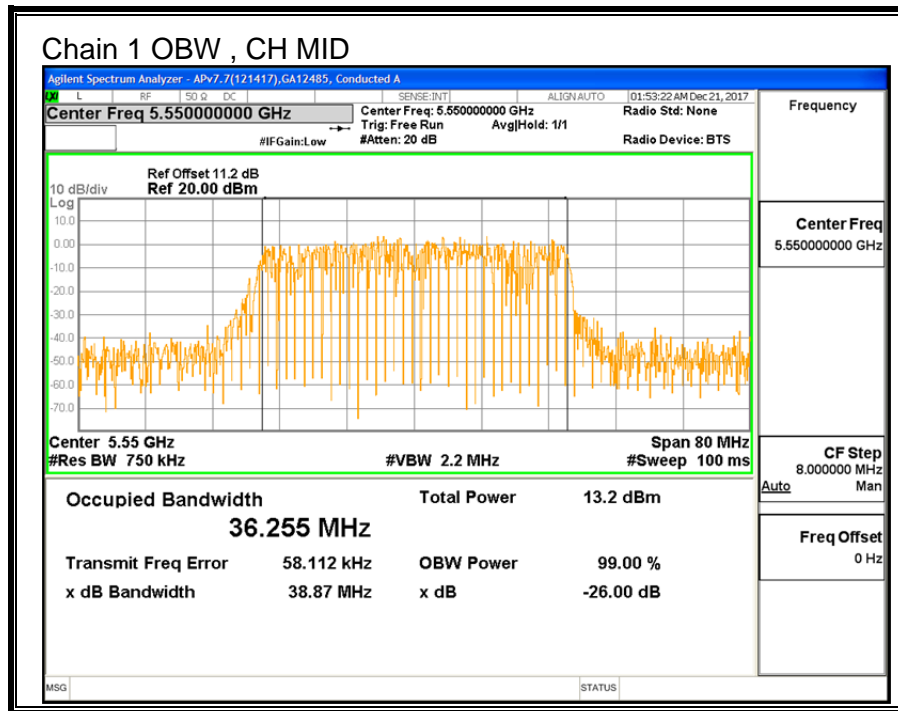 Chain 1 OBW , CH MID
Agilent Spectrum Analyzer - APv7.7(121417),GA12485, Conducted A
LXI L RF 50 Ω DC SENSE:INT ALIGN AUTO 01:53:22 AM Dec 21, 2017
Center Freq 5.550000000 GHz
Center Freq: 5.550000000 GHz
Radio Std: None
Trig: Free Run Avg|Hold: 1/1
#IFGain:Low #Atten: 20 dB Radio Device: BTS
Ref Offset 11.2 dB
10 dB/div Ref 20.00 dBm
Log
10.0
0.00
-10.0
-20.0
-30.0
-40.0
-50.0
-60.0
-70.0
Center 5.55 GHz Span 80 MHz
#Res BW 750 kHz #VBW 2.2 MHz #Sweep 100 ms
Occupied Bandwidth Total Power 13.2 dBm
36.255 MHz
Transmit Freq Error 58.112 kHz OBW Power 99.00 %
x dB Bandwidth 38.87 MHz x dB -26.00 dB
MSG STATUS
Frequency
Center Freq
5.550000000 GHz
CF Step
8.000000 MHz
Auto Man
Freq Offset
0 Hz